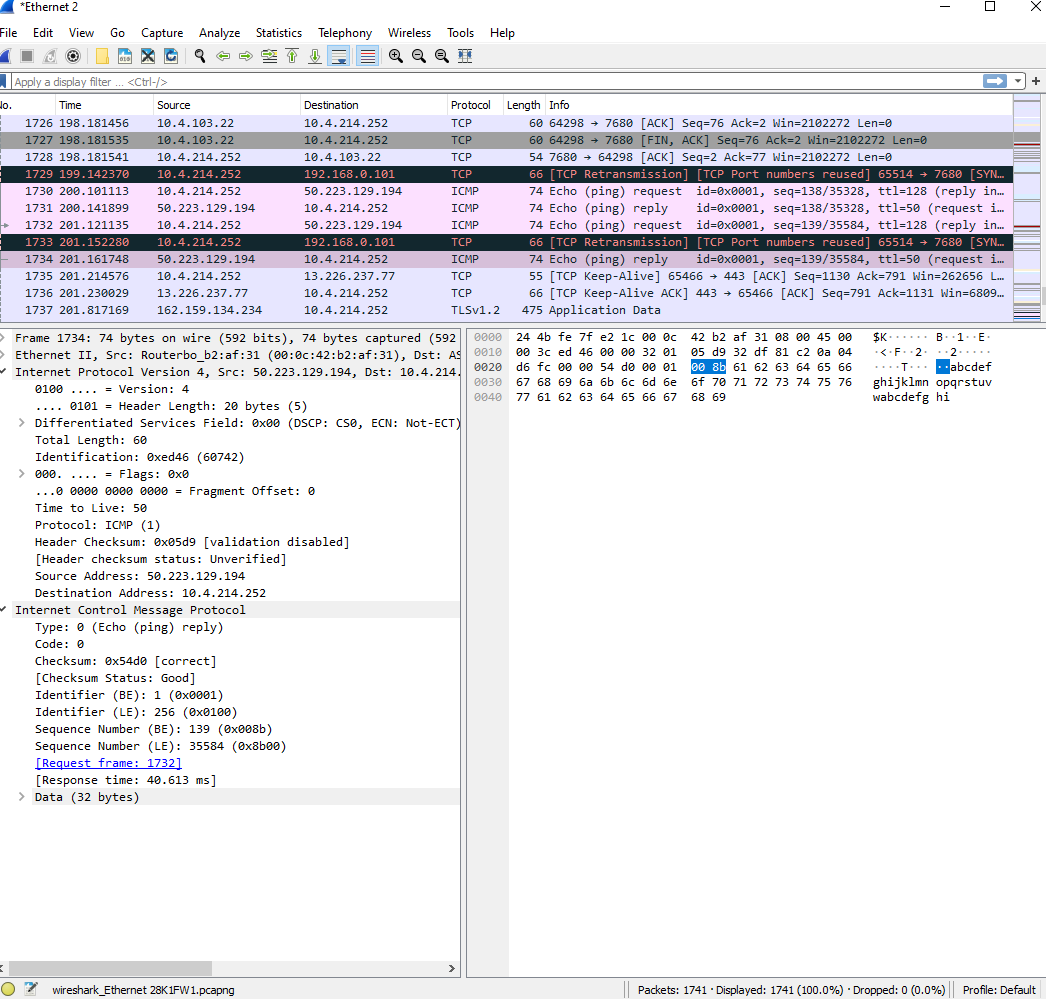 *Ethernet 2
File Edit View Go Capture Analyze Statistics Telephony Wireless Tools Help
Apply a display filter ... <Ctrl-/>
No. Time Source Destination Protocol Length Info
1726 198.181456 10.4.103.22 10.4.214.252 TCP 60 64298 → 7680 [ACK] Seq=76 Ack=2 Win=2102272 Len=0
1727 198.181535 10.4.103.22 10.4.214.252 TCP 60 64298 → 7680 [FIN, ACK] Seq=76 Ack=2 Win=2102272 Len=0
1728 198.181541 10.4.214.252 10.4.103.22 TCP 54 7680 → 64298 [ACK] Seq=2 Ack=77 Win=2102272 Len=0
1729 199.142370 10.4.214.252 192.168.0.101 TCP 66 [TCP Retransmission] [TCP Port numbers reused] 65514 → 7680 [SYN…
1730 200.101113 10.4.214.252 50.223.129.194 ICMP 74 Echo (ping) request id=0x0001, seq=138/35328, ttl=128 (reply in…
1731 200.141899 50.223.129.194 10.4.214.252 ICMP 74 Echo (ping) reply id=0x0001, seq=138/35328, ttl=50 (request i…
1732 201.121135 10.4.214.252 50.223.129.194 ICMP 74 Echo (ping) request id=0x0001, seq=139/35584, ttl=128 (reply in…
1733 201.152280 10.4.214.252 192.168.0.101 TCP 66 [TCP Retransmission] [TCP Port numbers reused] 65514 → 7680 [SYN…
1734 201.161748 50.223.129.194 10.4.214.252 ICMP 74 Echo (ping) reply id=0x0001, seq=139/35584, ttl=50 (request i…
1735 201.214576 10.4.214.252 13.226.237.77 TCP 55 [TCP Keep-Alive] 65466 → 443 [ACK] Seq=1130 Ack=791 Win=262656 L…
1736 201.230029 13.226.237.77 10.4.214.252 TCP 66 [TCP Keep-Alive ACK] 443 → 65466 [ACK] Seq=791 Ack=1131 Win=6809…
1737 201.817169 162.159.134.234 10.4.214.252 TLSv1.2 475 Application Data
Frame 1734: 74 bytes on wire (592 bits), 74 bytes captured (592
Ethernet II, Src: Routerbo_b2:af:31 (00:0c:42:b2:af:31), Dst: AS
Internet Protocol Version 4, Src: 50.223.129.194, Dst: 10.4.214.
0100 .... = Version: 4
.... 0101 = Header Length: 20 bytes (5)
Differentiated Services Field: 0x00 (DSCP: CS0, ECN: Not-ECT)
Total Length: 60
Identification: 0xed46 (60742)
000. .... = Flags: 0x0
...0 0000 0000 0000 = Fragment Offset: 0
Time to Live: 50
Protocol: ICMP (1)
Header Checksum: 0x05d9 [validation disabled]
[Header checksum status: Unverified]
Source Address: 50.223.129.194
Destination Address: 10.4.214.252
Internet Control Message Protocol
Type: 0 (Echo (ping) reply)
Code: 0
Checksum: 0x54d0 [correct]
[Checksum Status: Good]
Identifier (BE): 1 (0x0001)
Identifier (LE): 256 (0x0100)
Sequence Number (BE): 139 (0x008b)
Sequence Number (LE): 35584 (0x8b00)
[Request frame: 1732]
[Response time: 40.613 ms]
Data (32 bytes)
0000 24 4b fe 7f e2 1c 00 0c 42 b2 af 31 08 00 45 00 $K······ B··1··E·
0010 00 3c ed 46 00 00 32 01 05 d9 32 df 81 c2 0a 04 ·<·F··2· ··2·····
0020 d6 fc 00 00 54 d0 00 01 00 8b 61 62 63 64 65 66 ····T··· ··abcdef
0030 67 68 69 6a 6b 6c 6d 6e 6f 70 71 72 73 74 75 76 ghijklmn opqrstuv
0040 77 61 62 63 64 65 66 67 68 69 wabcdefg hi
wireshark_Ethernet 28K1FW1.pcapng Packets: 1741 · Displayed: 1741 (100.0%) · Dropped: 0 (0.0%) Profile: Default